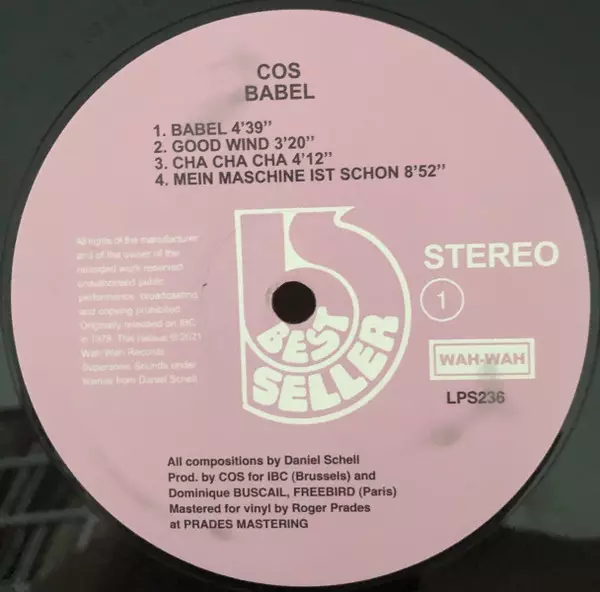 COS
BABEL
1. BABEL 4'39"
2. GOOD WIND 3'20"
3. CHA CHA CHA 4'12"
4. MEIN MASCHINE IST SCHON 8'52"
All rights of the manufacturer
and of the owner of the
recorded work reserved
unauthorised public
performance, broadcasting
and copying prohibited
Originally released on IBC
in 1978. This reissue ©2021
Wah Wah Records
Supersonic Sounds under
license from Daniel Schell
BEST
SELLER
STEREO
1
WAH-WAH
LPS236
All compositions by Daniel Schell
Prod. by COS for IBC (Brussels) and
Dominique BUSCAIL, FREEBIRD (Paris)
Mastered for vinyl by Roger Prades
at PRADES MASTERING